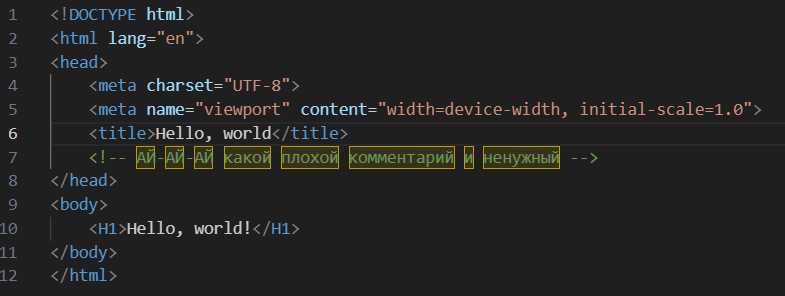 1 <!DOCTYPE html>
2 <html lang="en">
3 <head>
4 <meta charset="UTF-8">
5 <meta name="viewport" content="width=device-width, initial-scale=1.0">
6 <title>Hello, world</title>
7 <!-- АЙ-АЙ-АЙ какой плохой комментарий и ненужный -->
8 </head>
9 <body>
10 <H1>Hello, world!</H1>
11 </body>
12 </html>